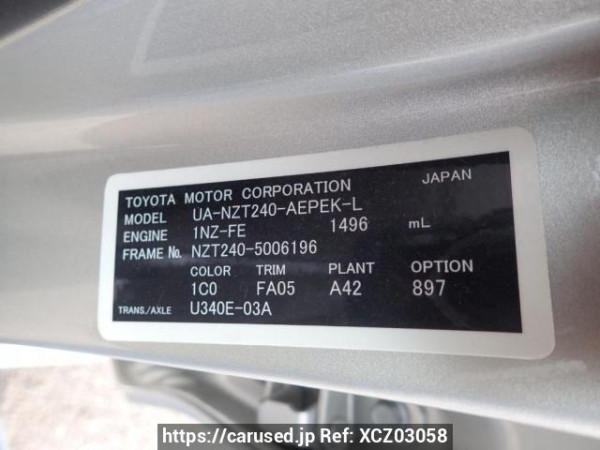 TOYOTA MOTOR CORPORATION JAPAN
MODEL UA-NZT240-AEPEK-L
ENGINE 1NZ-FE 1496 mL
FRAME No. NZT240-5006196
COLOR TRIM PLANT OPTION
1C0 FA05 A42 897
TRANS./AXLE U340E-03A
https://carused.jp Ref: XCZ03058